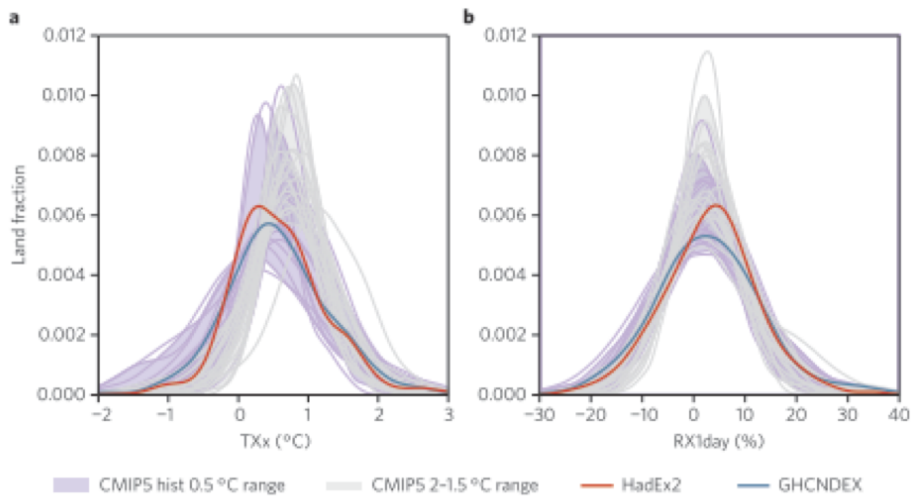 a
b
0.012
0.010
0.008
0.006
0.004
0.002
0.000
Land fraction
−2 −1 0 1 2 3
TXx (°C)
0.012
0.010
0.008
0.006
0.004
0.002
0.000
−30 −20 −10 0 10 20 30 40
RX1day (%)
CMIP5 hist 0.5 °C range CMIP5 2–1.5 °C range HadEx2 GHCNDEX